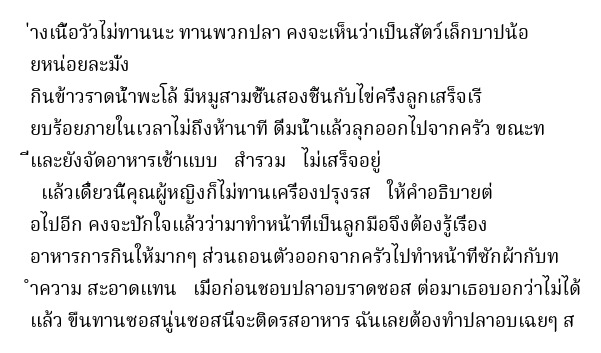 ่างเนื้อวัวไม่ทานนะ ทานพวกปลา คงจะเห็นว่าเป็นสัตว์เล็กบาปน้อ
ยหน่อยละมั้ง
กินข้าวราดน้ำพะโล้ มีหมูสามชั้นสองชิ้นกับไข่ครึ่งลูกเสร็จเรี
ยบร้อยภายในเวลาไม่ถึงห้านาที ดื่มน้ำแล้วลุกออกไปจากครัว ขณะท
ี่และยังจัดอาหารเช้าแบบ สำรวม ไม่เสร็จอยู่
แล้วเดี๋ยวนี้คุณผู้หญิงก็ไม่ทานเครื่องปรุงรส ให้คำอธิบายต่
อไปอีก คงจะปักใจแล้วว่ามาทำหน้าที่เป็นลูกมือจึงต้องรู้เรื่อง
อาหารการกินให้มากๆ ส่วนถอนตัวออกจากครัวไปทำหน้าที่ซักผ้ากับท
ำความ สะอาดแทน เมื่อก่อนชอบปลาอบราดซอส ต่อมาเธอบอกว่าไม่ได้
แล้ว ขืนทานซอสนู่นซอสนี่จะติดรสอาหาร ฉันเลยต้องทำปลาอบเฉยๆ ส